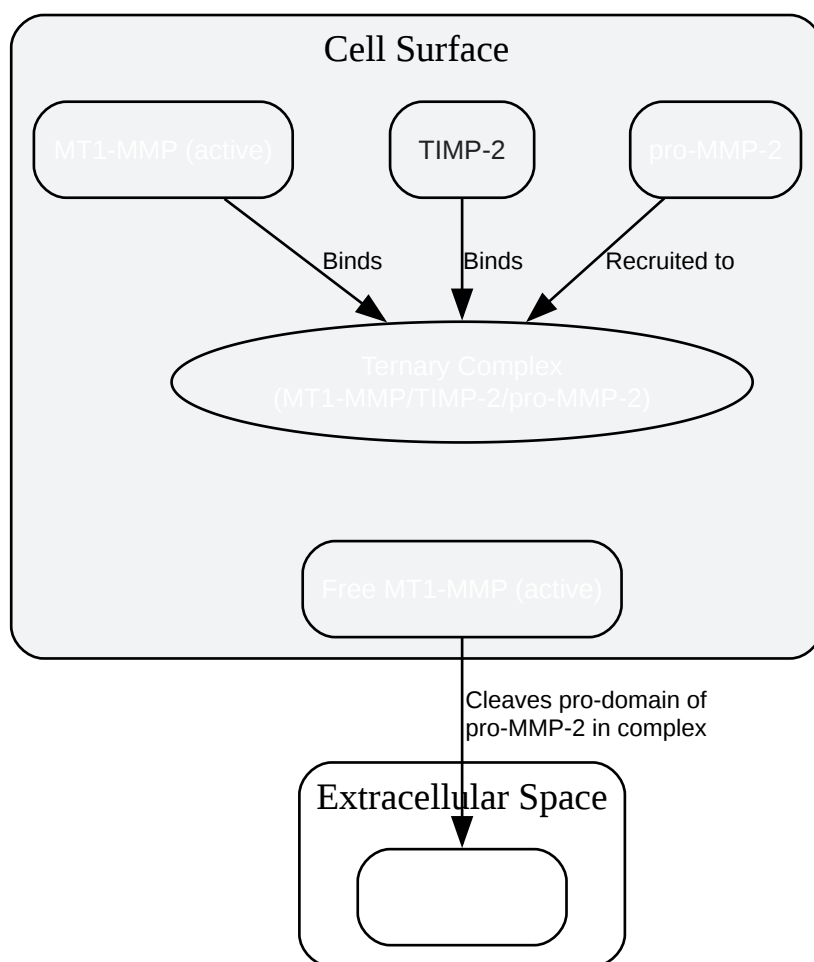 Cell Surface
MT1-MMP (active)
TIMP-2
pro-MMP-2
Binds
Binds
Recruited to
Ternary Complex
(MT1-MMP/TIMP-2/pro-MMP-2)
Free MT1-MMP (active)
Cleaves pro-domain of
pro-MMP-2 in complex
Extracellular Space